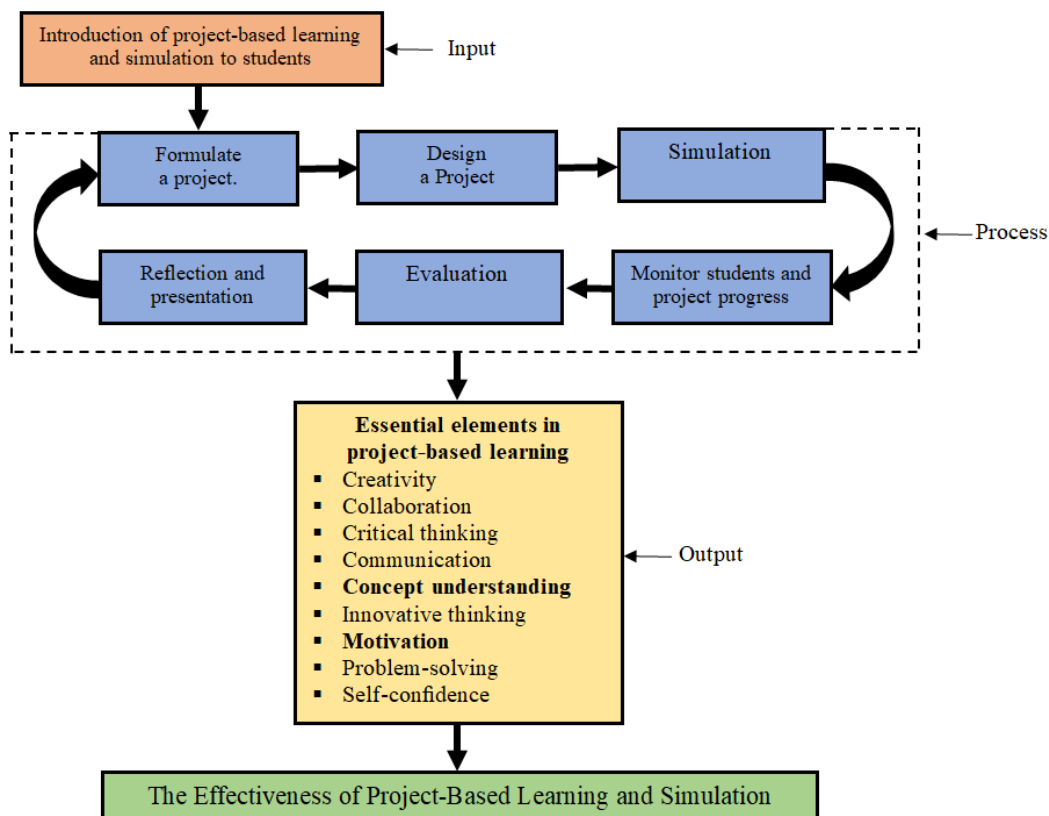 Introduction of project-based learning
and simulation to students
Input
Formulate
a project.
Design
a Project
Simulation
Process
Reflection and
presentation
Evaluation
Monitor students and
project progress
Essential elements in
project-based learning
▪ Creativity
▪ Collaboration
▪ Critical thinking
▪ Communication
▪ Concept understanding
▪ Innovative thinking
▪ Motivation
▪ Problem-solving
▪ Self-confidence
Output
The Effectiveness of Project-Based Learning and Simulation